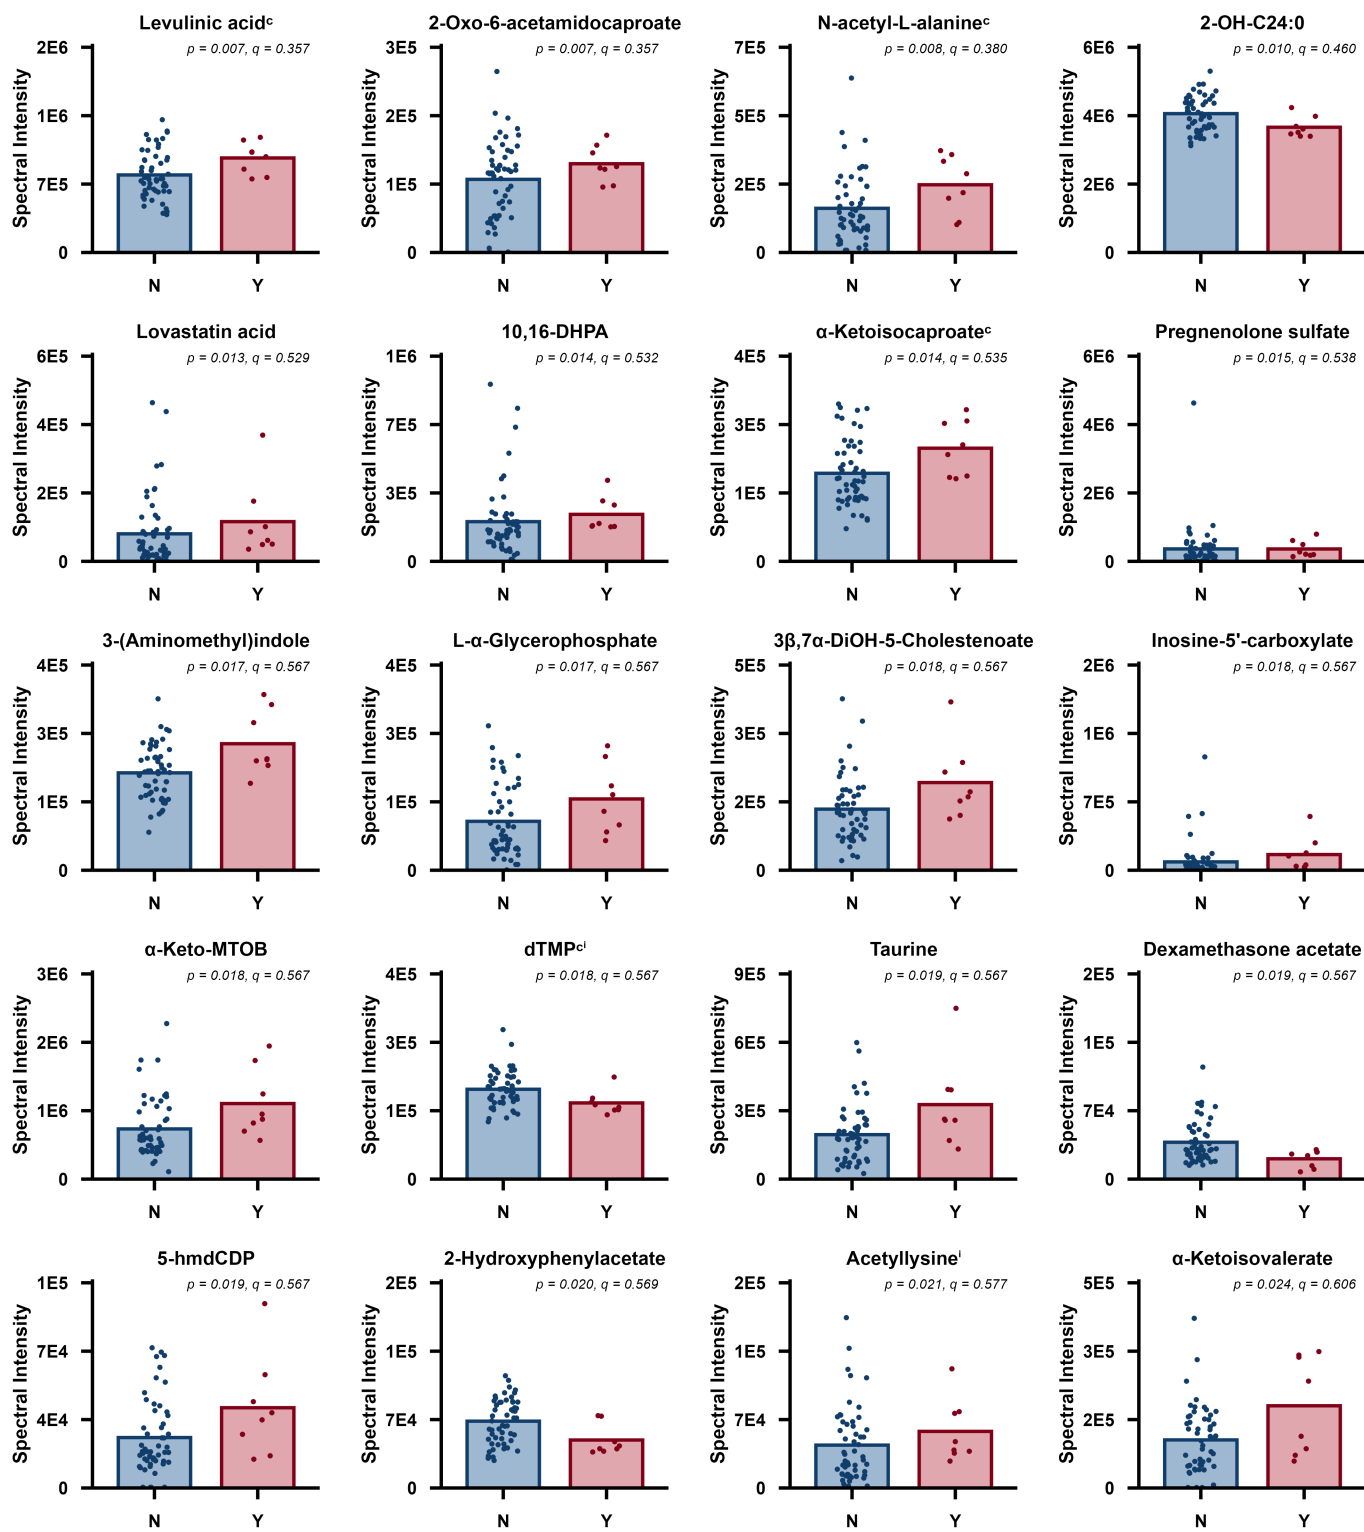 Levulinic acidᶜ
p = 0.007, q = 0.357
Spectral Intensity
2E6
1E6
7E5
0
N
Y
2-Oxo-6-acetamidocaproate
p = 0.007, q = 0.357
Spectral Intensity
3E5
2E5
1E5
0
N
Y
N-acetyl-L-alanineᶜ
p = 0.008, q = 0.380
Spectral Intensity
7E5
5E5
2E5
0
N
Y
2-OH-C24:0
p = 0.010, q = 0.460
Spectral Intensity
6E6
4E6
2E6
0
N
Y
Lovastatin acid
p = 0.013, q = 0.529
Spectral Intensity
6E5
4E5
2E5
0
N
Y
10,16-DHPA
p = 0.014, q = 0.532
Spectral Intensity
1E6
7E5
3E5
0
N
Y
α-Ketoisocaproateᶜ
p = 0.014, q = 0.535
Spectral Intensity
4E5
3E5
1E5
0
N
Y
Pregnenolone sulfate
p = 0.015, q = 0.538
Spectral Intensity
6E6
4E6
2E6
0
N
Y
3-(Aminomethyl)indole
p = 0.017, q = 0.567
Spectral Intensity
4E5
3E5
1E5
0
N
Y
L-α-Glycerophosphate
p = 0.017, q = 0.567
Spectral Intensity
4E5
3E5
1E5
0
N
Y
3β,7α-DiOH-5-Cholestenoate
p = 0.018, q = 0.567
Spectral Intensity
5E5
3E5
2E5
0
N
Y
Inosine-5'-carboxylate
p = 0.018, q = 0.567
Spectral Intensity
2E6
1E6
7E5
0
N
Y
α-Keto-MTOB
p = 0.018, q = 0.567
Spectral Intensity
3E6
2E6
1E6
0
N
Y
dTMPᶜⁱ
p = 0.018, q = 0.567
Spectral Intensity
4E5
3E5
1E5
0
N
Y
Taurine
p = 0.019, q = 0.567
Spectral Intensity
9E5
6E5
3E5
0
N
Y
Dexamethasone acetate
p = 0.019, q = 0.567
Spectral Intensity
2E5
1E5
7E4
0
N
Y
5-hmdCDP
p = 0.019, q = 0.567
Spectral Intensity
1E5
7E4
4E4
0
N
Y
2-Hydroxyphenylacetate
p = 0.020, q = 0.569
Spectral Intensity
2E5
1E5
7E4
0
N
Y
Acetyllysineⁱ
p = 0.021, q = 0.577
Spectral Intensity
2E5
1E5
7E4
0
N
Y
α-Ketoisovalerate
p = 0.024, q = 0.606
Spectral Intensity
5E5
3E5
2E5
0
N
Y